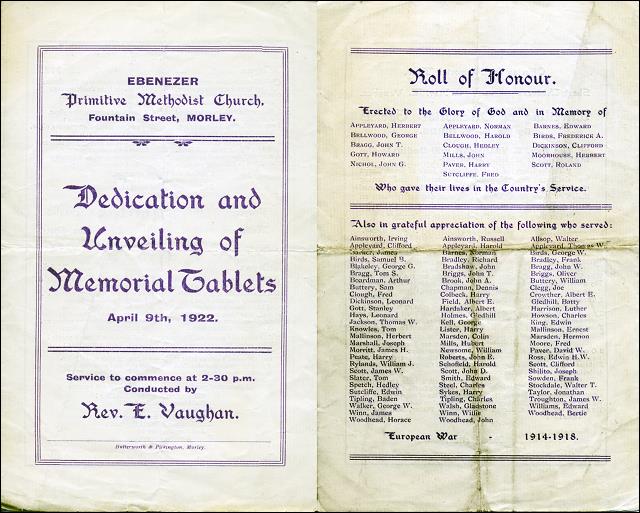 EBENEZER
Primitive Methodist Church,
Fountain Street, MORLEY.
Dedication and
Unveiling of
Memorial Tablets
April 9th, 1922.
Service to commence at 2-30 p.m.
Conducted by
Rev. E. Vaughan.
Butterworth & Pickington, Morley.
Roll of Honour.
Erected to the Glory of God and in Memory of
APPLEYARD, HERBERT APPLEYARD, NORMAN BARNES, EDWARD
BELLWOOD, GEORGE BELLWOOD, HAROLD BIRDS, FREDERICK A.
BRAGG, JOHN T. CLOUGH, HEDLEY DICKINSON, CLIFFORD
GOTT, HOWARD MILLS, JOHN MOORHOUSE, HERBERT
NICHOL, JOHN G. PAVER, HARRY SCOTT, ROLAND
SUTCLIFFE, FRED
Who gave their lives in the Country's Service.
Also in grateful appreciation of the following who served:
Ainsworth, Irving Ainsworth, Russell Allsop, Walter
Appleyard, Clifford Appleyard, Harold Appleyard, Thomas W.
Barker, James Barnes, Norman Birds, George W.
Birds, Samuel B. Bradley, Richard Bradley, Frank
Blakeley, George G. Bradshaw, John Bragg, John W.
Bragg, Tom S. Briggs, John T. Briggs, Oliver
Boardman, Arthur Brook, John A. Buttery, William
Buttery, Sam Chapman, Dennis Clegg, Joe
Clough, Fred Colbeck, Harry Crowther, Albert E.
Dickinson, Leonard Field, Albert E. Gledhill, Batty
Gott, Stanley Hardaker, Albert Harrison, Luther
Hays, Leonard Holmes, Gledhill Howson, Charles
Jackson, Thomas W. Kell, George King, Edwin
Knowles, Tom Lister, Harry Mallinson, Ernest
Mallinson, Herbert Marsden, Colin Marsden, Hermon
Marshall, Joseph Mills, Hubert Moore, Fred
Morritt, James H. Newsome, William Paver, David W.
Peate, Harry Roberts, John E. Ross, Edwin H.W.
Rylands, William J. Schofield, Harold Scott, Clifford
Scott, James W. Scott, John D. Shilito, Joseph
Slater, Tom Smith, Edward Sowden, Frank
Spetch, Hedley Steel, Charles Stockdale, Walter T.
Sutcliffe, Edwin Sykes, Harry Taylor, Jonathan
Tipling, Baden Tipling, Charles Troughton, James W.
Walker, George W. Walsh, Gladstone Williams, Edward
Winn, James Winn, Willie Woodhead, Bertie
Woodhead, Horace Woodhead, John
European War - 1914-1918.